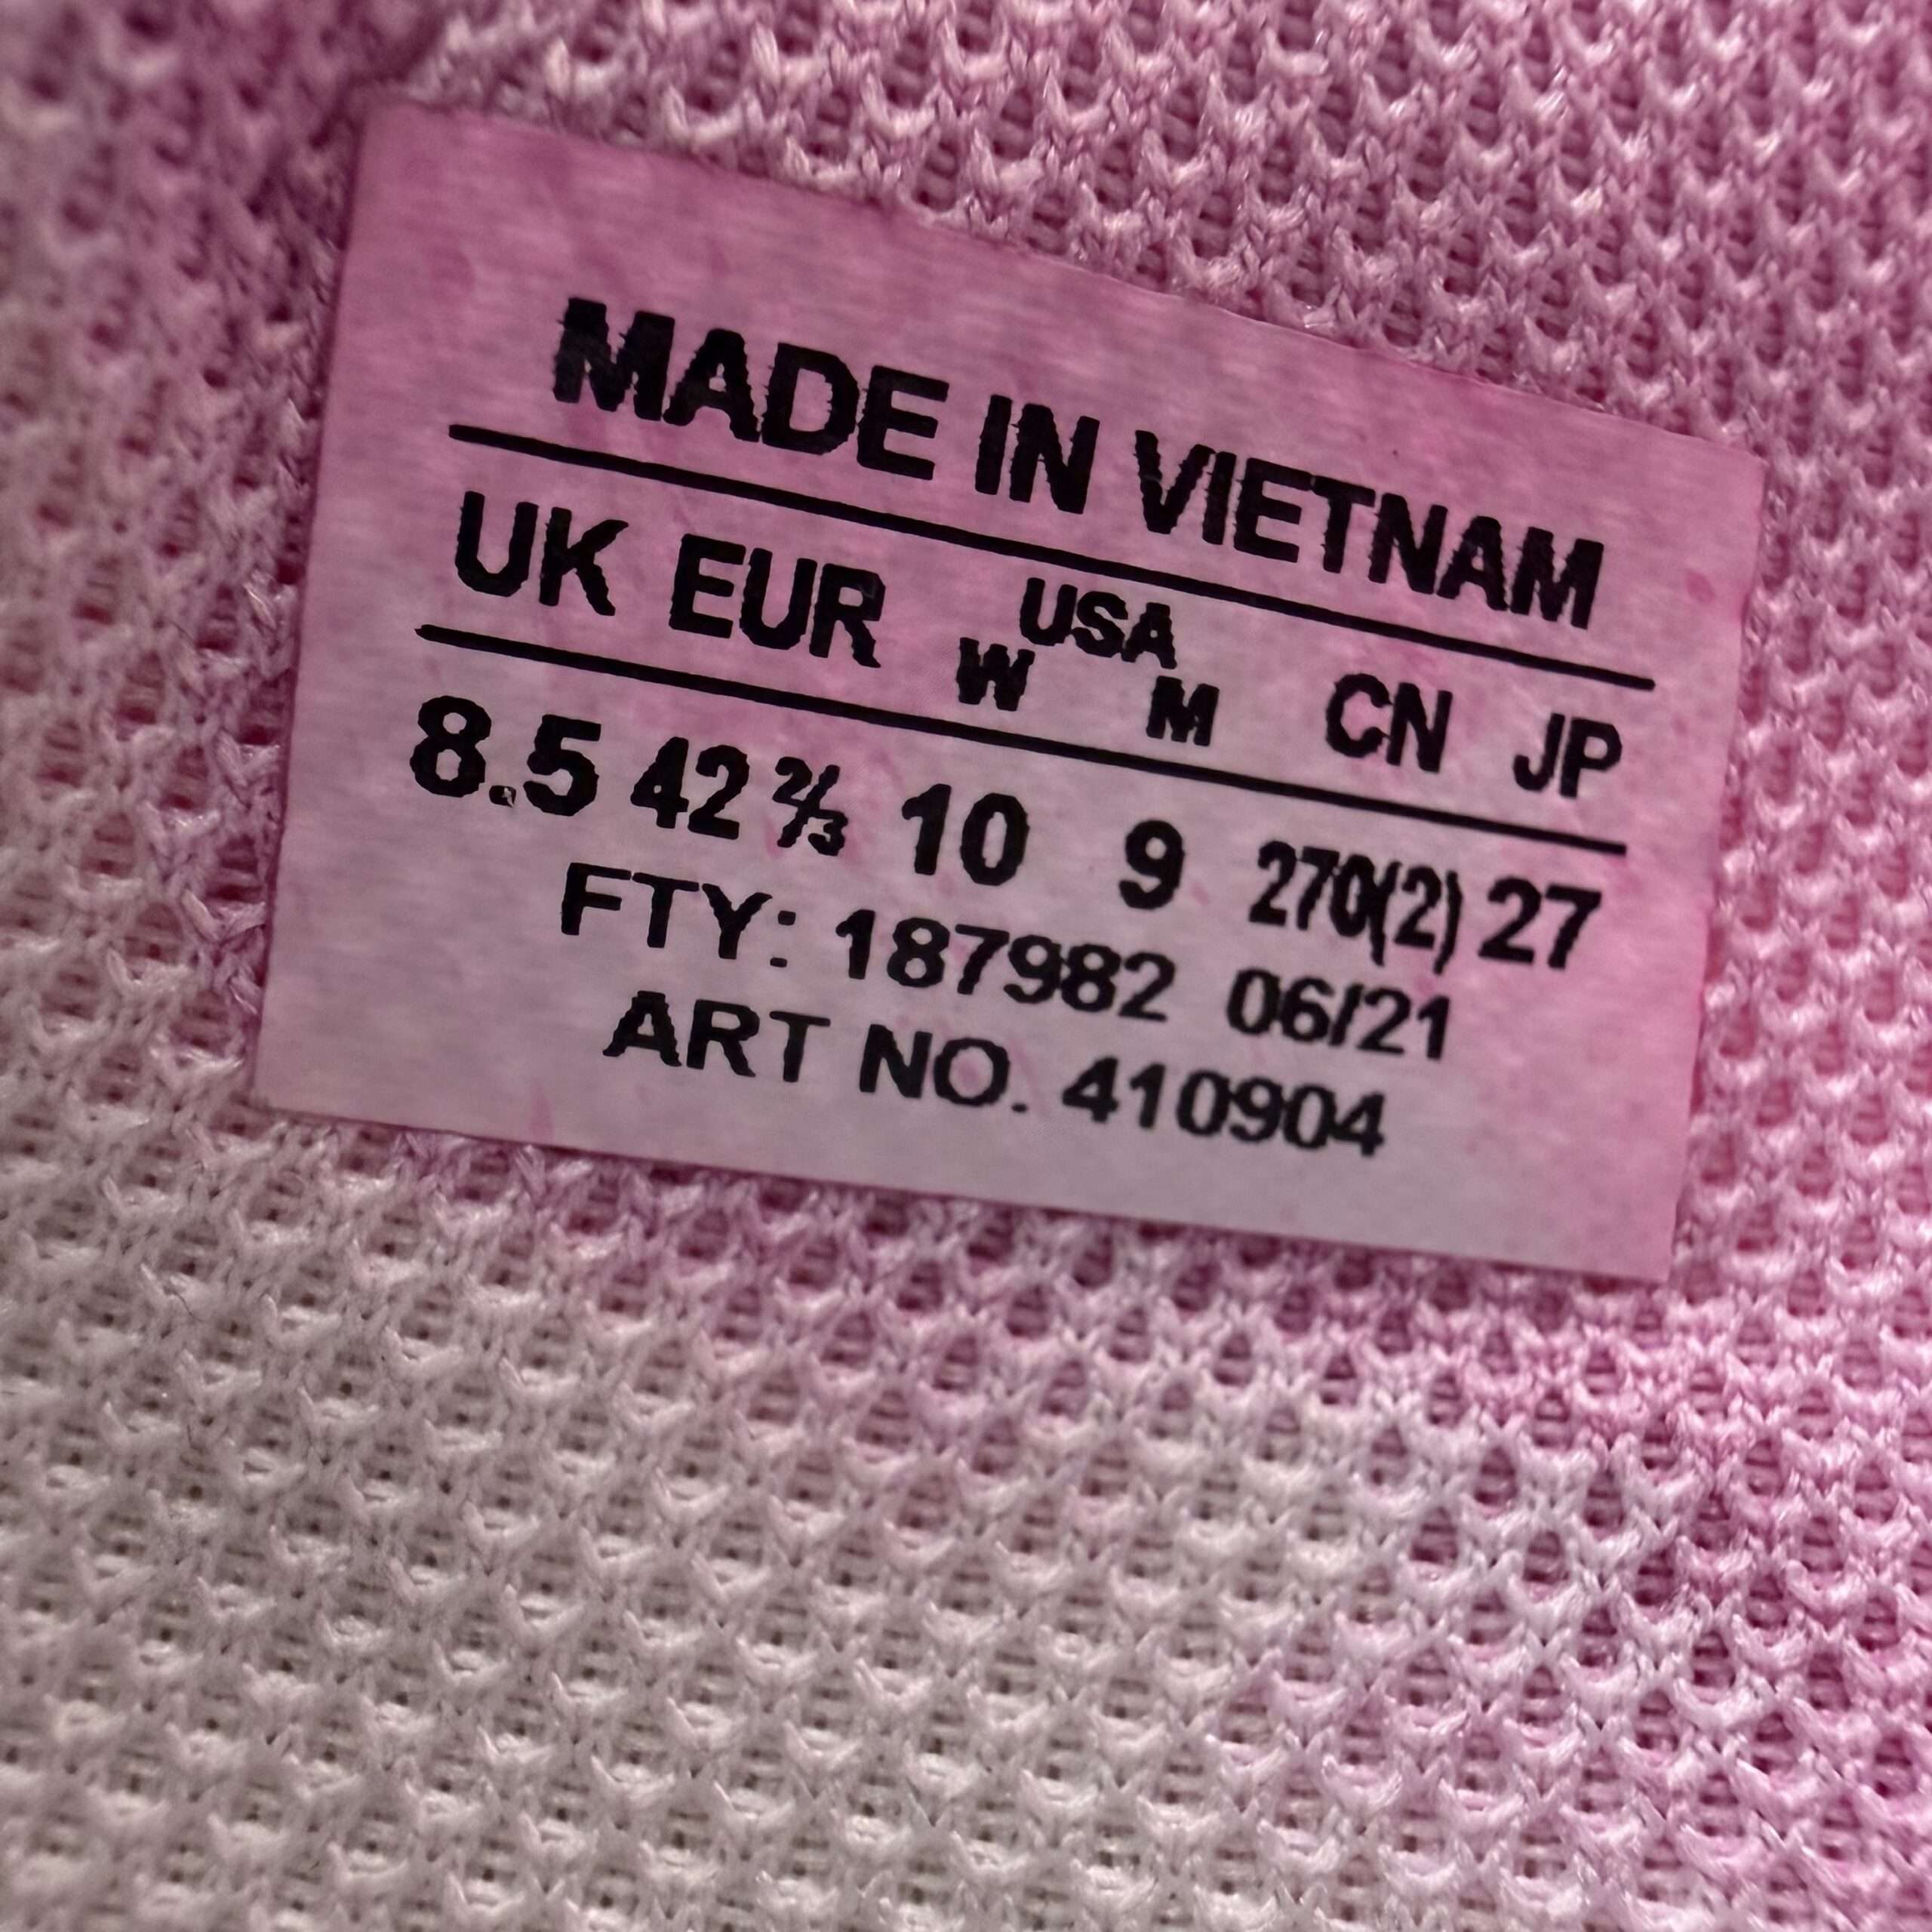 MADE IN VIETNAM
UK EUR USA CN JP
W M
8.5 42 ⅔ 10 9 270(2) 27
FTY: 187982 06/21
ART NO. 410904